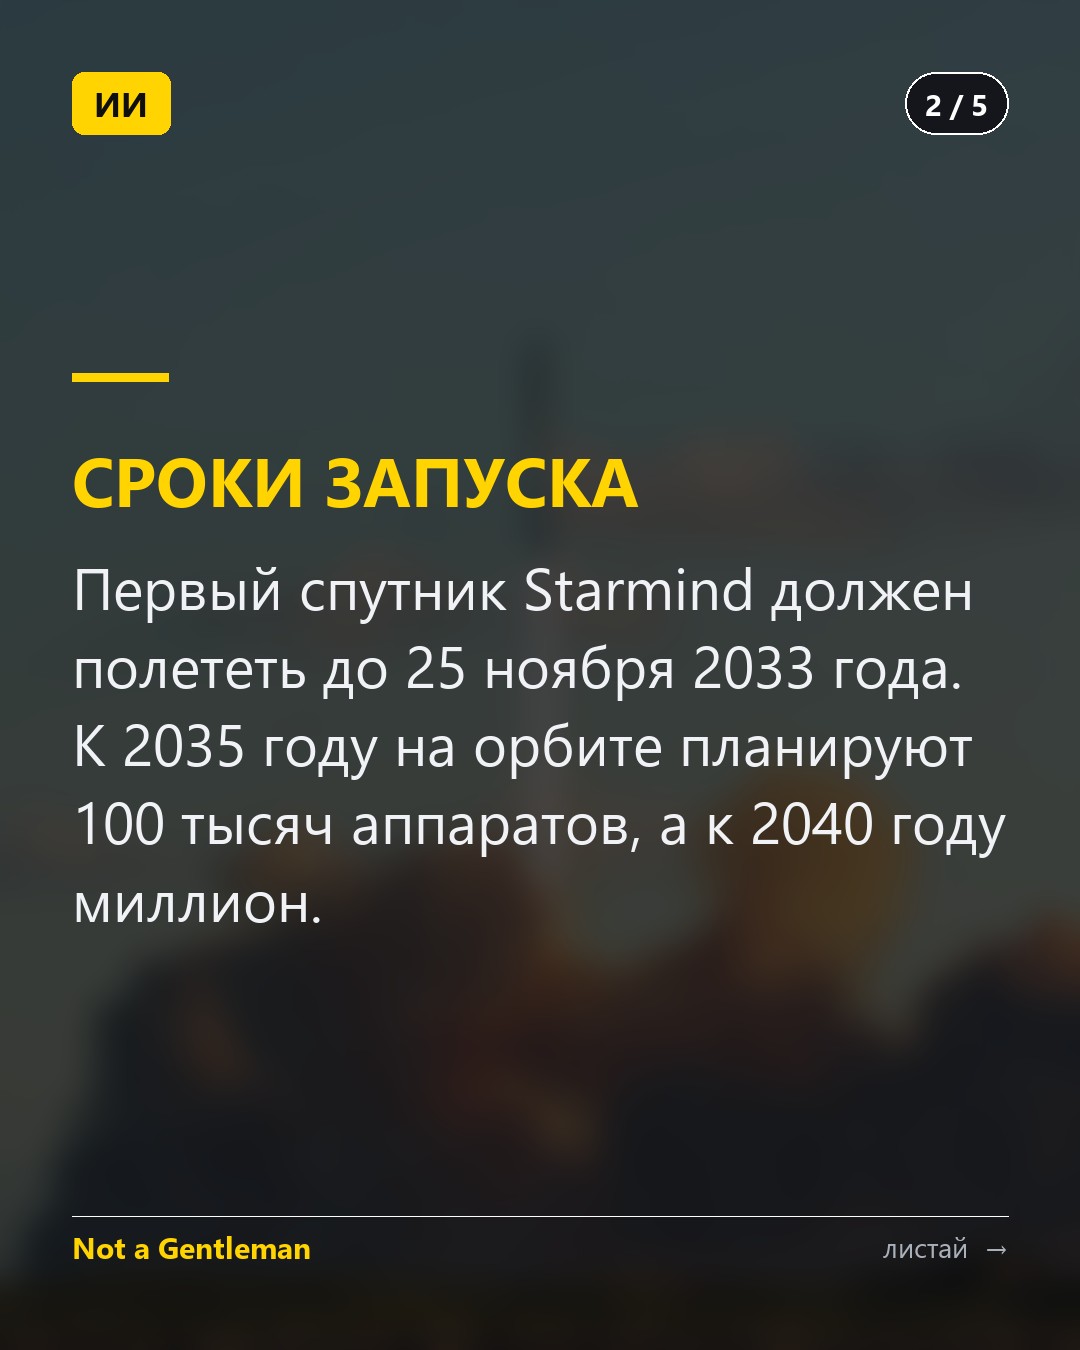 ИИ
2 / 5
СРОКИ ЗАПУСКА
Первый спутник Starmind должен
полететь до 25 ноября 2033 года.
К 2035 году на орбите планируют
100 тысяч аппаратов, а к 2040 году
миллион.
Not a Gentleman
листай →